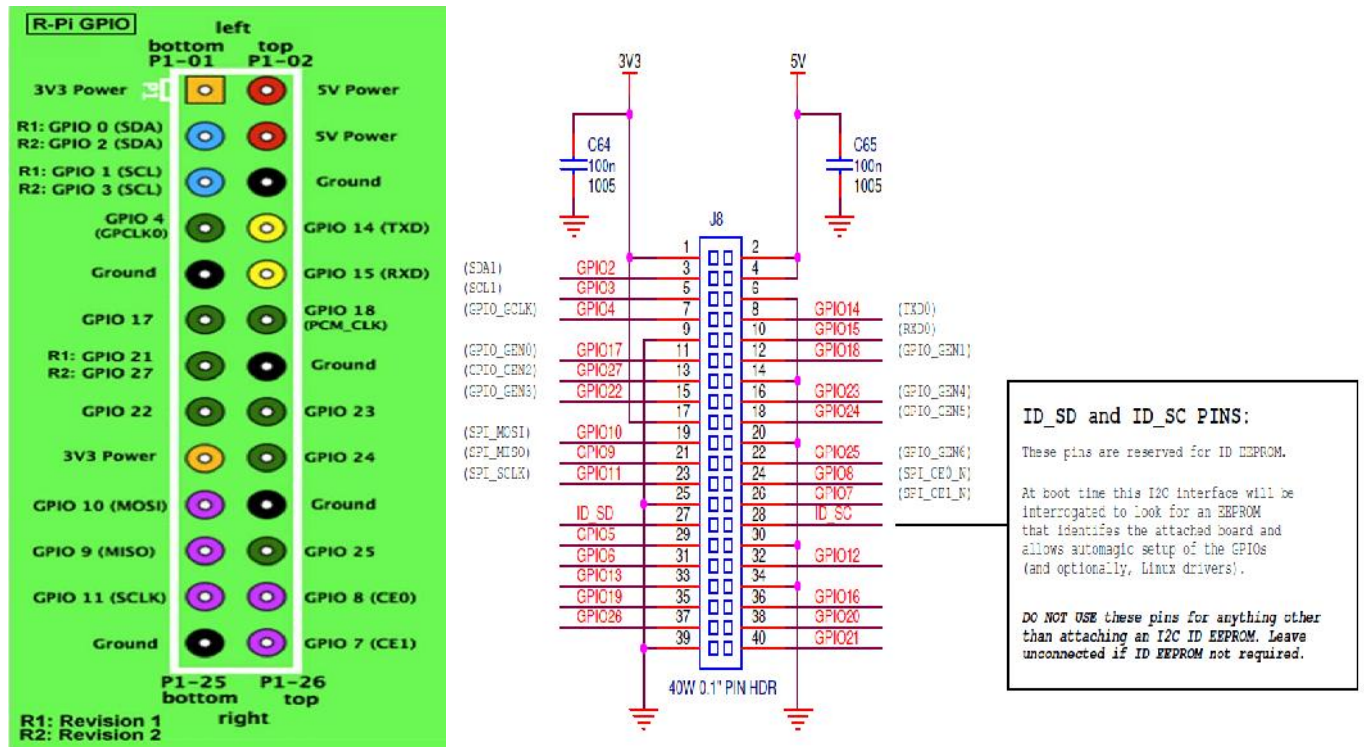 R-Pi GPIO
left
bottom top
P1-01 P1-02
3V3 Power 5V Power
P1
R1: GPIO 0 (SDA)
R2: GPIO 2 (SDA) 5V Power
R1: GPIO 1 (SCL)
R2: GPIO 3 (SCL) Ground
GPIO 4
(GPCLK0) GPIO 14 (TXD)
Ground GPIO 15 (RXD)
GPIO 17 GPIO 18
(PCM_CLK)
R1: GPIO 21
R2: GPIO 27 Ground
GPIO 22 GPIO 23
3V3 Power GPIO 24
GPIO 10 (MOSI) Ground
GPIO 9 (MISO) GPIO 25
GPIO 11 (SCLK) GPIO 8 (CE0)
Ground GPIO 7 (CE1)
P1-25 P1-26
bottom top
right
R1: Revision 1
R2: Revision 2
3V3 5V
C64 C65
100n 100n
1005 1005
J8
1 2
(SDA1) GPIO2 3 4
(SCL1) GPIO3 5 6
(GPIO_GCLK) GPIO4 7 8 GPIO14 (TXD0)
9 10 GPIO15 (RXD0)
(GPIO_GEN0) GPIO17 11 12 GPIO18 (GPIO_GEN1)
(GPIO_GEN2) GPIO27 13 14
(GPIO_GEN3) GPIO22 15 16 GPIO23 (GPIO_GEN4)
17 18 GPIO24 (GPIO_GEN5)
(SPI_MOSI) GPIO10 19 20
(SPI_MISO) GPIO9 21 22 GPIO25 (GPIO_GEN6)
(SPI_SCLK) GPIO11 23 24 GPIO8 (SPI_CE0_N)
25 26 GPIO7 (SPI_CE1_N)
ID_SD 27 28 ID_SC
GPIO5 29 30
GPIO6 31 32 GPIO12
GPIO13 33 34
GPIO19 35 36 GPIO16
GPIO26 37 38 GPIO20
39 40 GPIO21
40W 0.1" PIN HDR
ID_SD and ID_SC PINS:
These pins are reserved for ID EEPROM.
At boot time this I2C interface will be
interrogated to look for an EEPROM
that identifes the attached board and
allows automagic setup of the GPIOs
(and optionally, Linux drivers).
DO NOT USE these pins for anything other
than attaching an I2C ID EEPROM. Leave
unconnected if ID EEPROM not required.